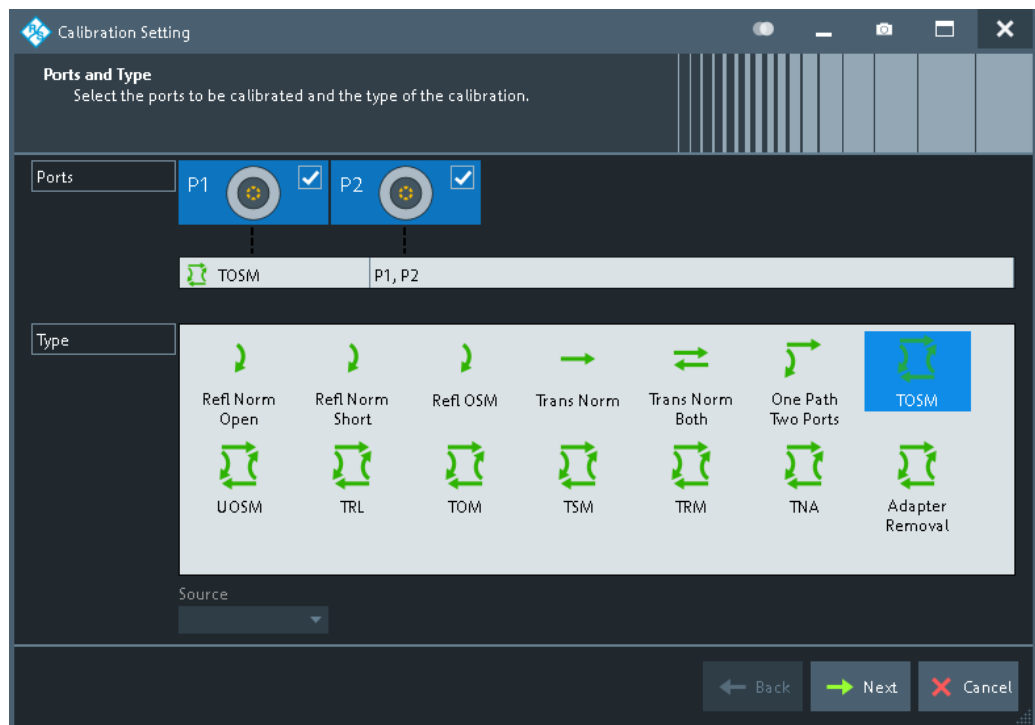 Calibration Setting
Ports and Type
Select the ports to be calibrated and the type of the calibration.
Ports
P1
P2
TOSM
P1, P2
Type
Refl Norm Open
Refl Norm Short
Refl OSM
Trans Norm
Trans Norm Both
One Path Two Ports
TOSM
UOSM
TRL
TOM
TSM
TRM
TNA
Adapter Removal
Source
Back
Next
Cancel